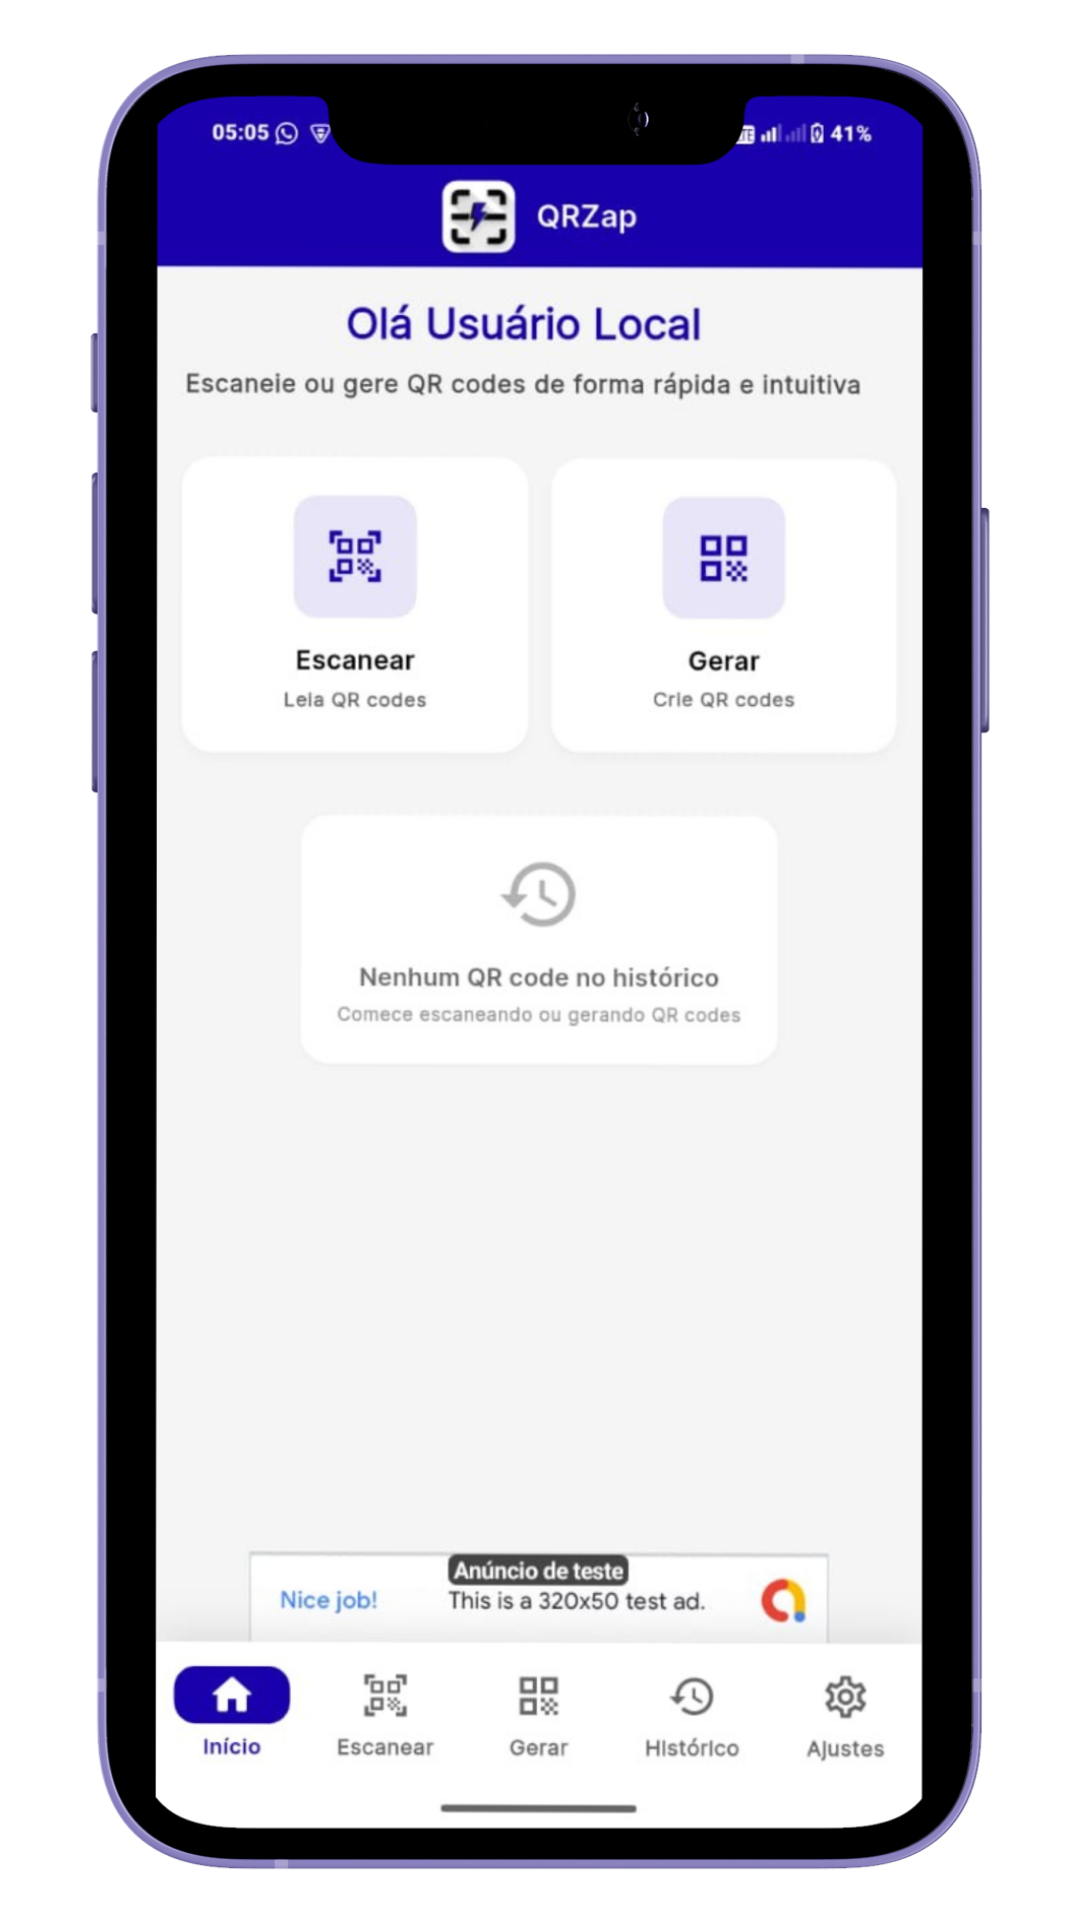 05:05 41%
QRZap
Olá Usuário Local
Escaneie ou gere QR codes de forma rápida e intuitiva
Escanear
Leia QR codes
Gerar
Crie QR codes
Nenhum QR code no histórico
Comece escaneando ou gerando QR codes
Anúncio de teste
Nice job!
This is a 320x50 test ad.
Início
Escanear
Gerar
Histórico
Ajustes